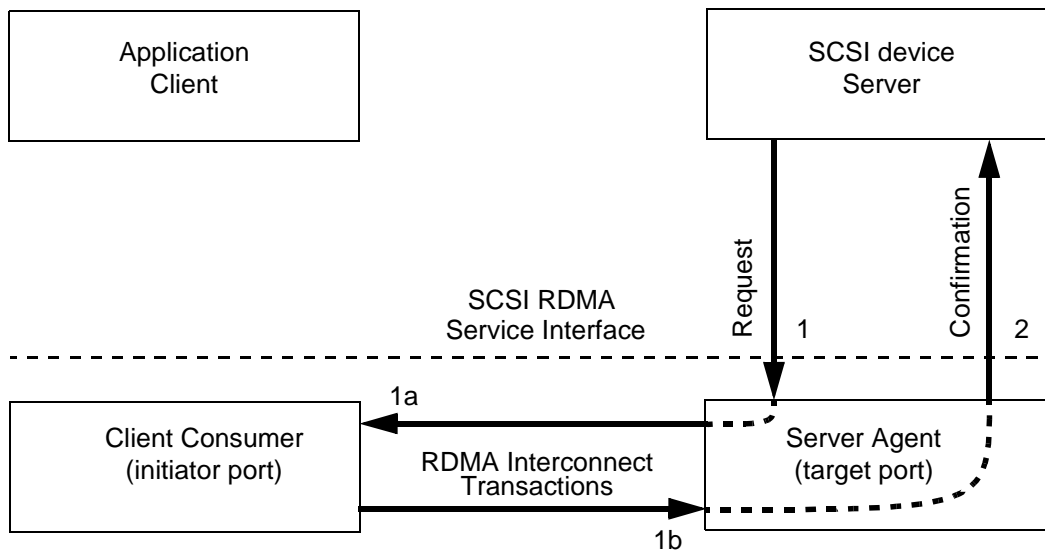 Application
Client
SCSI device
Server
Request
1
Confirmation
2
SCSI RDMA
Service Interface
1a
Client Consumer
(initiator port)
RDMA Interconnect
Transactions
Server Agent
(target port)
1b